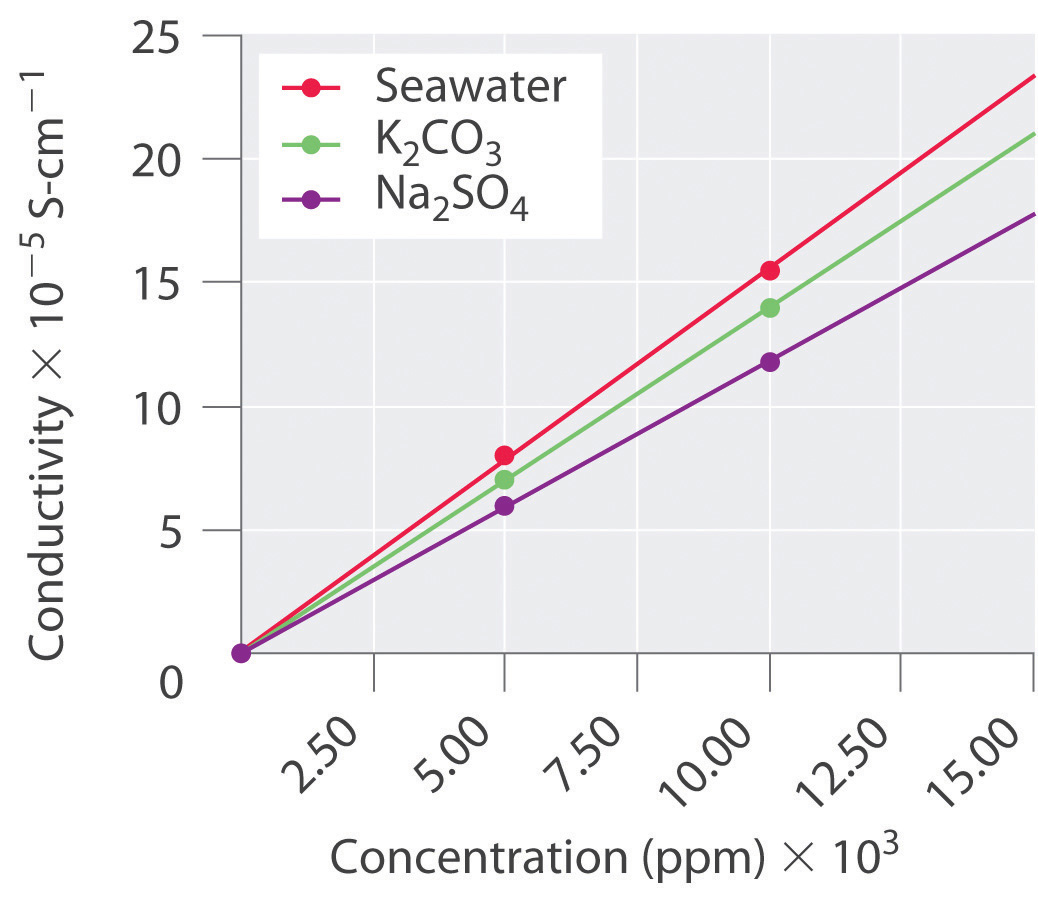 25
20
15
10
5
0
Conductivity × 10⁻⁵ S-cm⁻¹
Seawater
K₂CO₃
Na₂SO₄
2.50
5.00
7.50
10.00
12.50
15.00
Concentration (ppm) × 10³